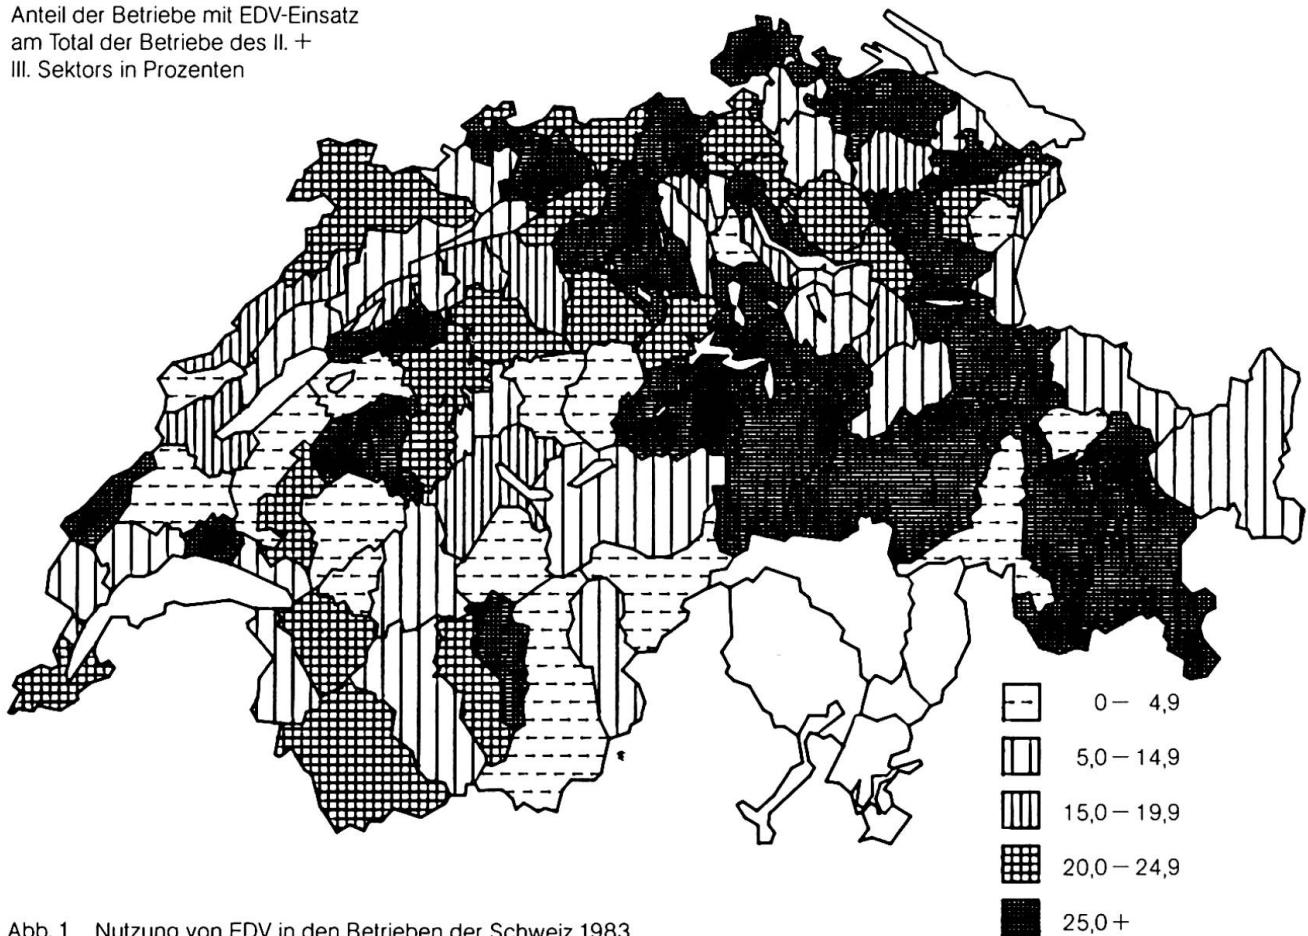 Anteil der Betriebe mit EDV-Einsatz
am Total der Betriebe des II. +
III. Sektors in Prozenten
0 – 4,9
5,0 – 14,9
15,0 – 19,9
20,0 – 24,9
25,0 +
Abb. 1 Nutzung von EDV in den Betrieben der Schweiz 1983